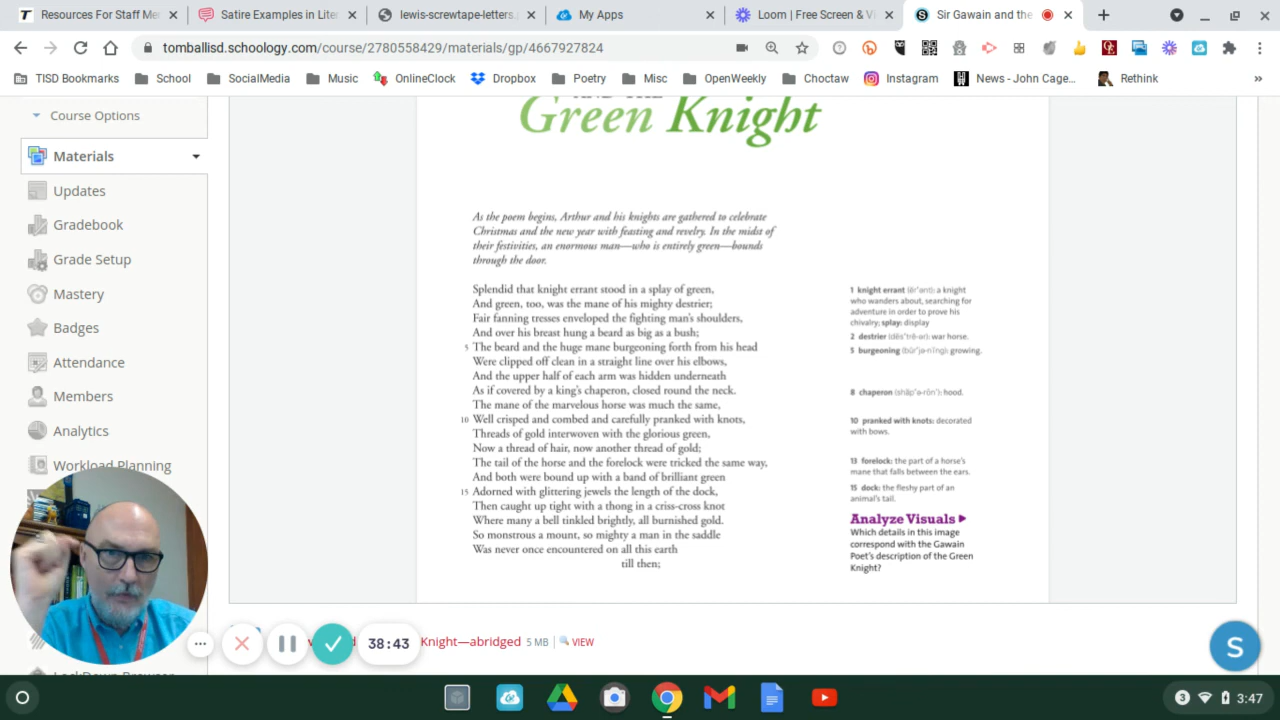 Resources For Staff Me
Satire Examples in Lite
lewis-screwtape-letters.
My Apps
Loom | Free Screen & Vi
Sir Gawain and the
tomballisd.schoology.com/course/2780558429/materials/gp/4667927824
TISD Bookmarks
School
SocialMedia
Music
OnlineClock
Dropbox
Poetry
Misc
OpenWeekly
Choctaw
Instagram
News - John Cage...
Rethink
»
Course Options
Materials
Updates
Gradebook
Grade Setup
Mastery
Badges
Attendance
Members
Analytics
Workload Planning
AND THE
Green Knight
As the poem begins, Arthur and his knights are gathered to celebrate
Christmas and the new year with feasting and revelry. In the midst of
their festivities, an enormous man—who is entirely green—bounds
through the door.
Splendid that knight errant stood in a splay of green,
And green, too, was the mane of his mighty destrier;
Fair fanning tresses enveloped the fighting man's shoulders,
And over his breast hung a beard as big as a bush;
5 The beard and the huge mane burgeoning forth from his head
Were clipped off clean in a straight line over his elbows,
And the upper half of each arm was hidden underneath
As if covered by a king's chaperon, closed round the neck.
The mane of the marvelous horse was much the same,
10 Well crisped and combed and carefully pranked with knots,
Threads of gold interwoven with the glorious green,
Now a thread of hair, now another thread of gold;
The tail of the horse and the forelock were tricked the same way,
And both were bound up with a band of brilliant green
15 Adorned with glittering jewels the length of the dock,
Then caught up tight with a thong in a criss-cross knot
Where many a bell tinkled brightly, all burnished gold.
So monstrous a mount, so mighty a man in the saddle
Was never once encountered on all this earth
till then;
1 knight errant (ĕr'ənt): a knight
who wanders about, searching for
adventure in order to prove his
chivalry; splay: display
2 destrier (dĕs'trē-ər): war horse.
5 burgeoning (bûr'jə-nĭng): growing.
8 chaperon (shăp'ə-rōn'): hood.
10 pranked with knots: decorated
with bows.
13 forelock: the part of a horse's
mane that falls between the ears.
15 dock: the fleshy part of an
animal's tail.
Analyze Visuals
Which details in this image
correspond with the Gawain
Poet's description of the Green
Knight?
Knight—abridged 5 MB VIEW
38:43
S
3 3:47